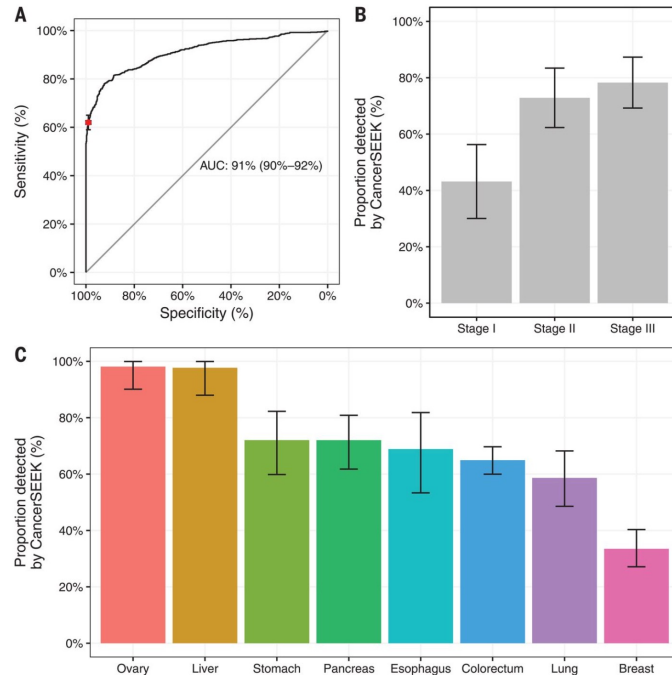 A
100%
80%
60%
40%
20%
0%
Sensitivity (%)
AUC: 91% (90%–92%)
100%
80%
60%
40%
20%
0%
Specificity (%)
B
100%
80%
60%
40%
20%
0%
Proportion detected
by CancerSEEK (%)
Stage I
Stage II
Stage III
C
100%
80%
60%
40%
20%
0%
Proportion detected
by CancerSEEK (%)
Ovary
Liver
Stomach
Pancreas
Esophagus
Colorectum
Lung
Breast